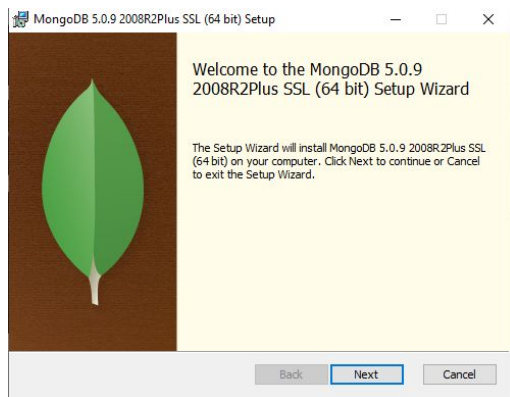 MongoDB 5.0.9 2008R2Plus SSL (64 bit) Setup
Welcome to the MongoDB 5.0.9
2008R2Plus SSL (64 bit) Setup Wizard
The Setup Wizard will install MongoDB 5.0.9 2008R2Plus SSL
(64 bit) on your computer. Click Next to continue or Cancel
to exit the Setup Wizard.
Back Next Cancel